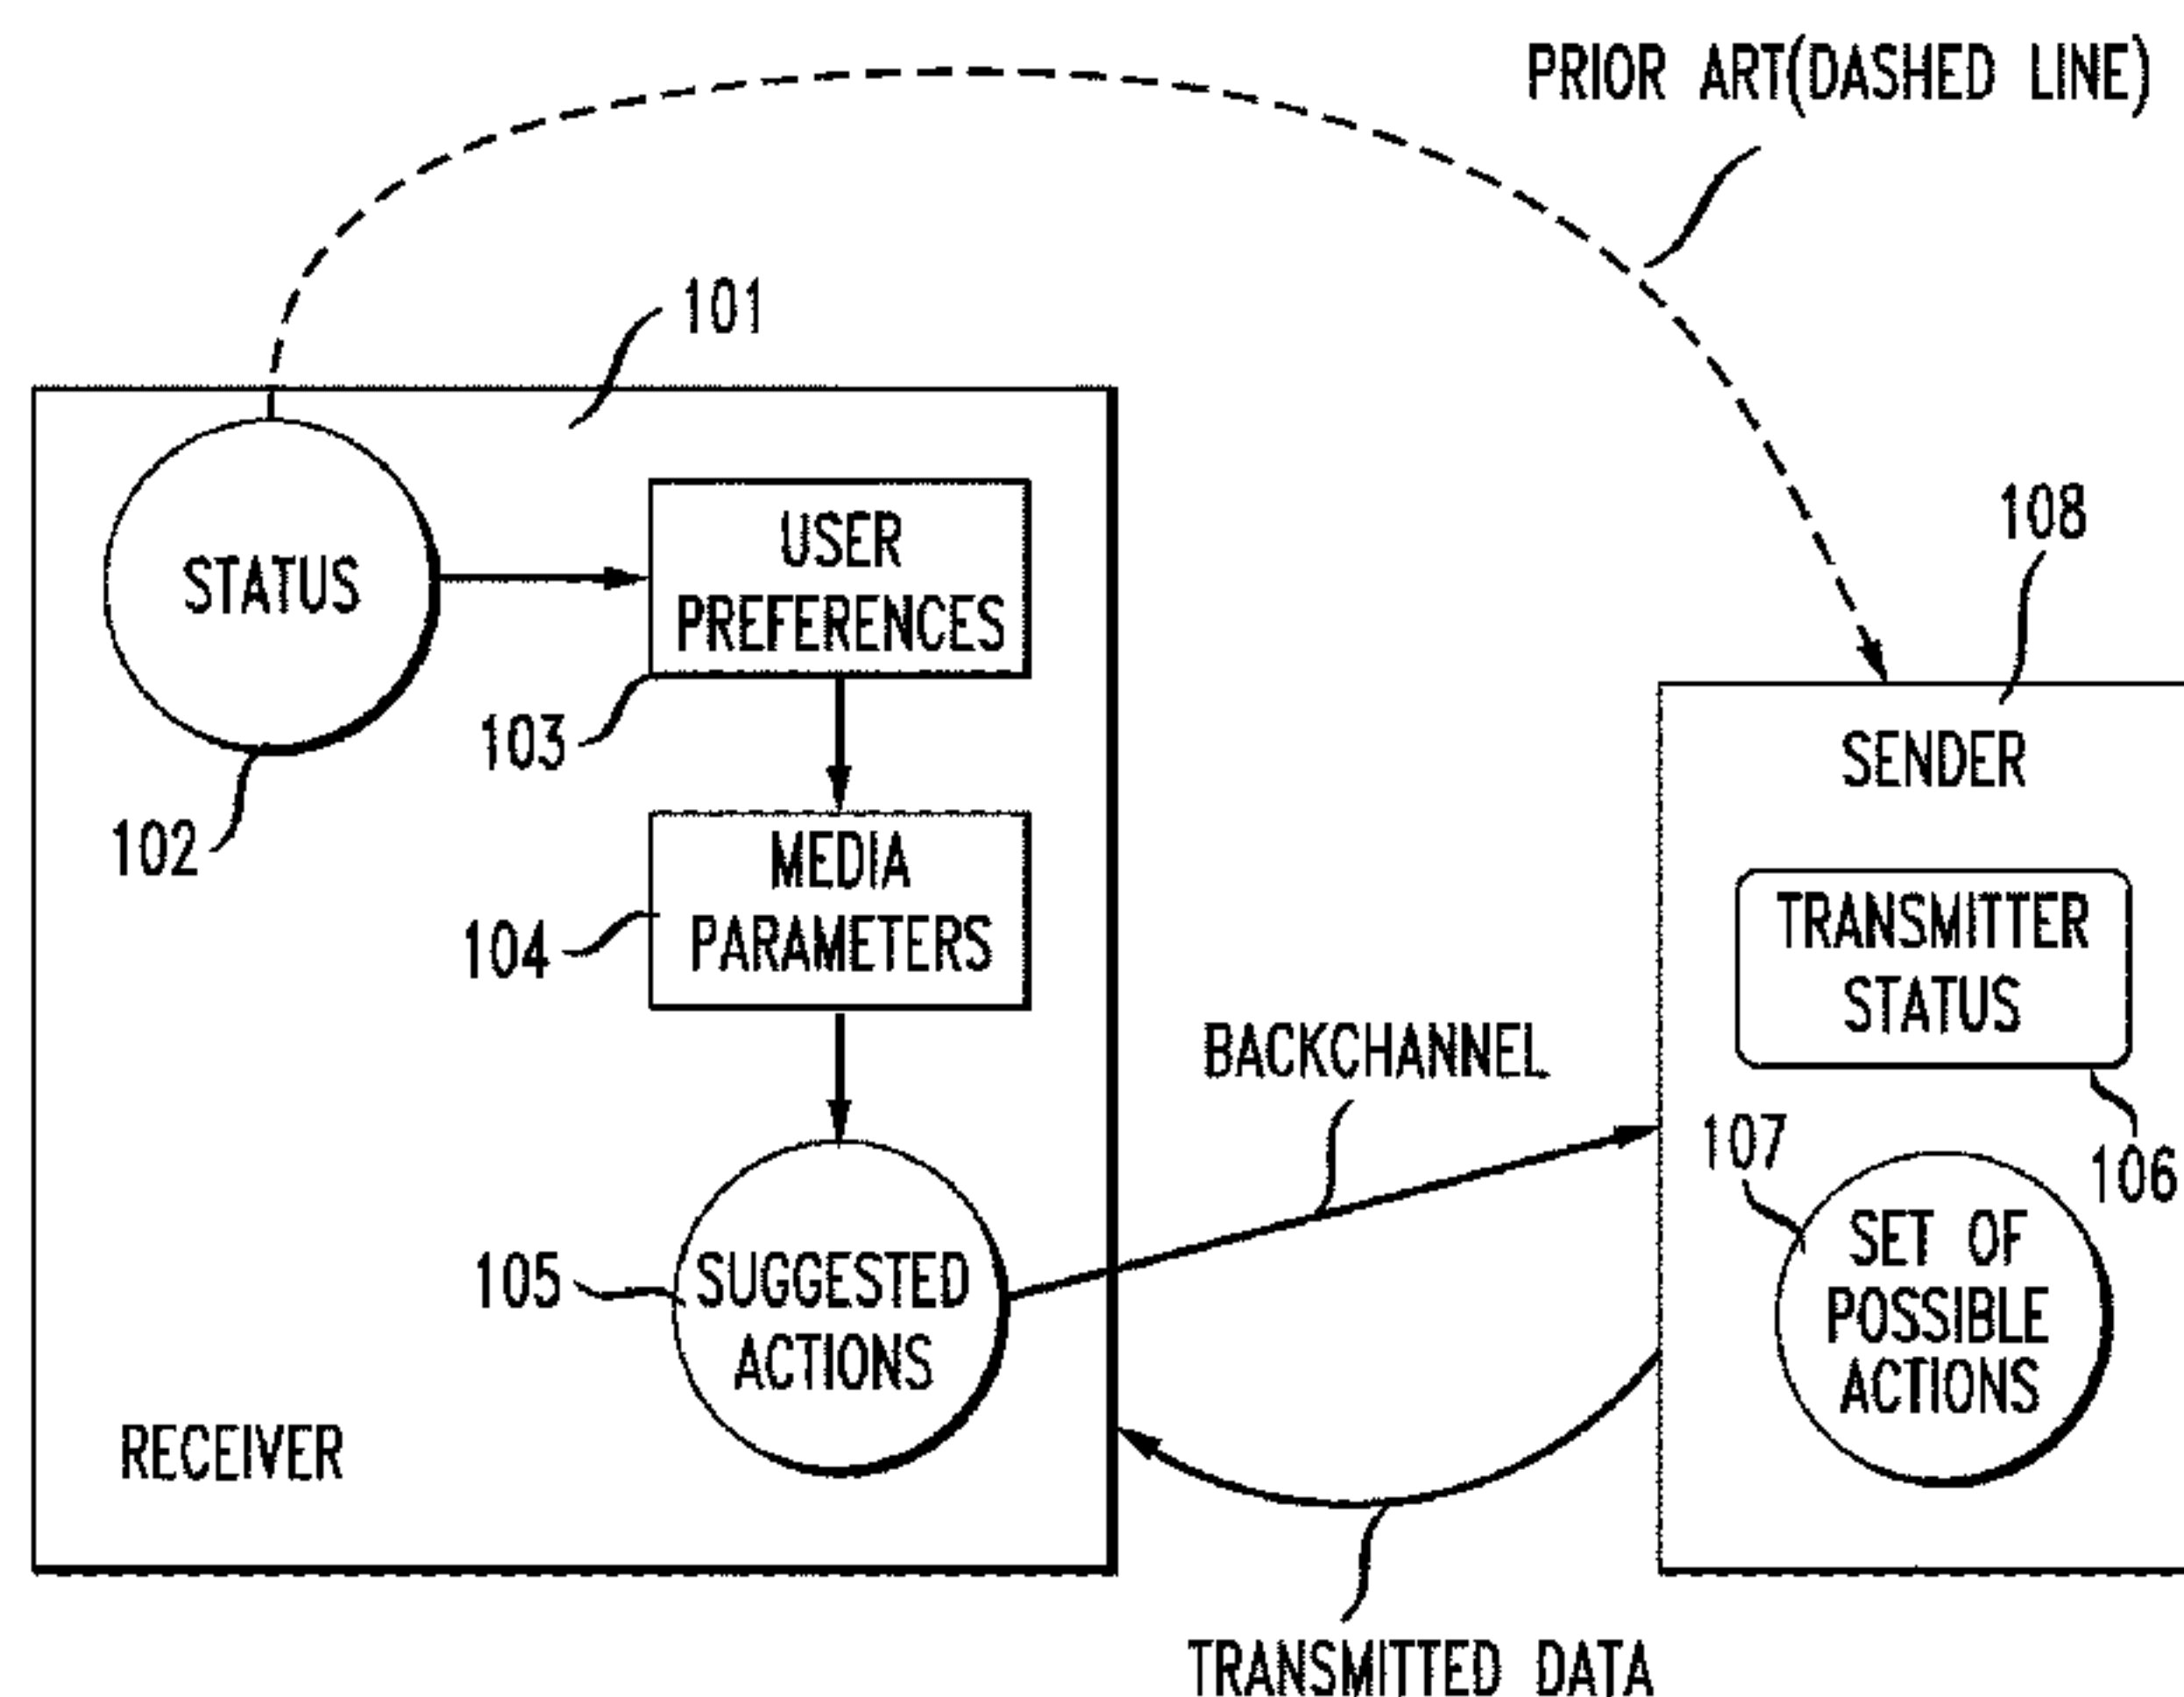 PRIOR ART(DASHED LINE)
101
STATUS
USER
PREFERENCES
103
102
MEDIA
PARAMETERS
104
105
SUGGESTED
ACTIONS
RECEIVER
BACKCHANNEL
TRANSMITTED DATA
108
SENDER
TRANSMITTER
STATUS
106
107
SET OF
POSSIBLE
ACTIONS